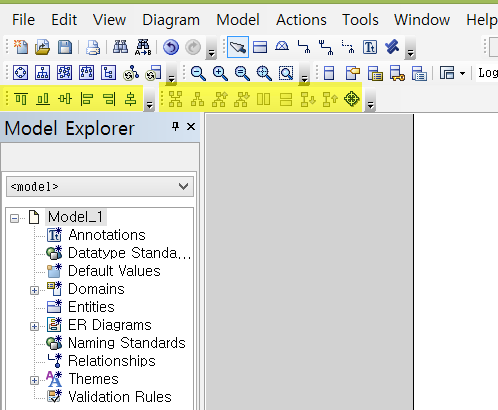 File Edit View Diagram Model Actions Tools Window Help
Log
Model Explorer
<model>
Model_1
Annotations
Datatype Standa...
Default Values
Domains
Entities
ER Diagrams
Naming Standards
Relationships
Themes
Validation Rules